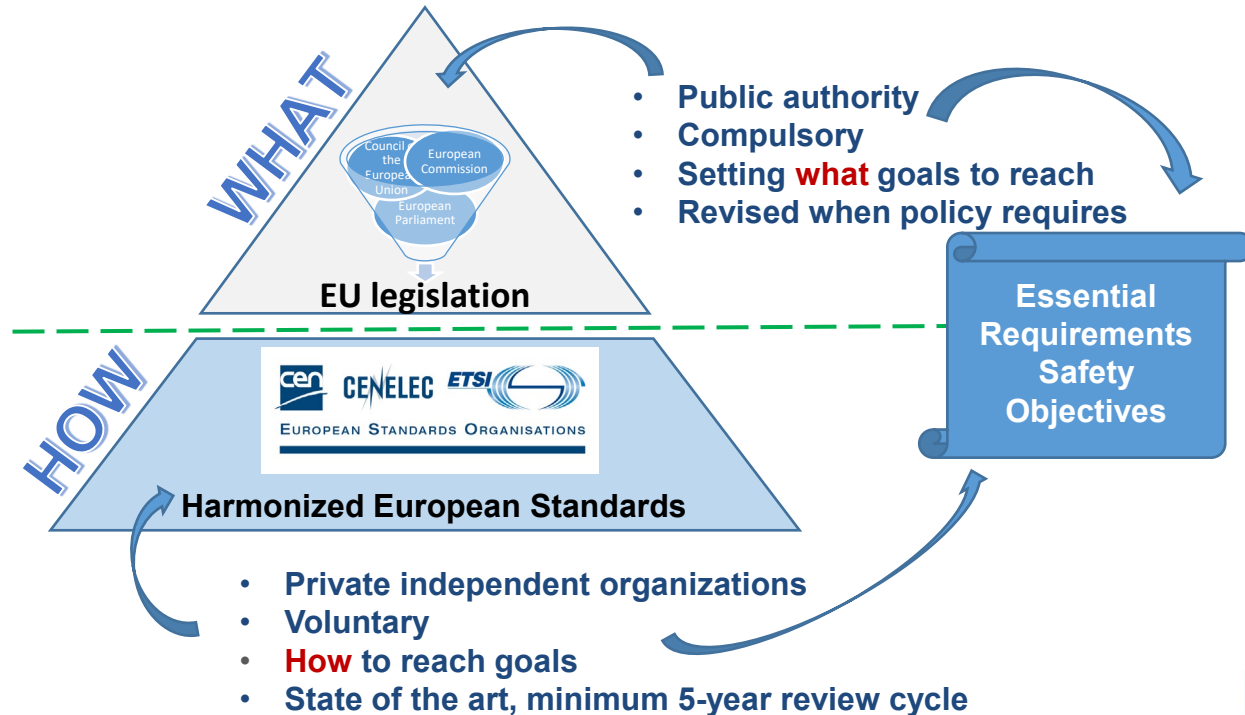 WHAT
Council
the
European
Union
European
Commission
European
Parliament
EU legislation
• Public authority
• Compulsory
• Setting what goals to reach
• Revised when policy requires
Essential
Requirements
Safety
Objectives
HOW
cen CENELEC ETSI
EUROPEAN STANDARDS ORGANISATIONS
Harmonized European Standards
• Private independent organizations
• Voluntary
• How to reach goals
• State of the art, minimum 5-year review cycle